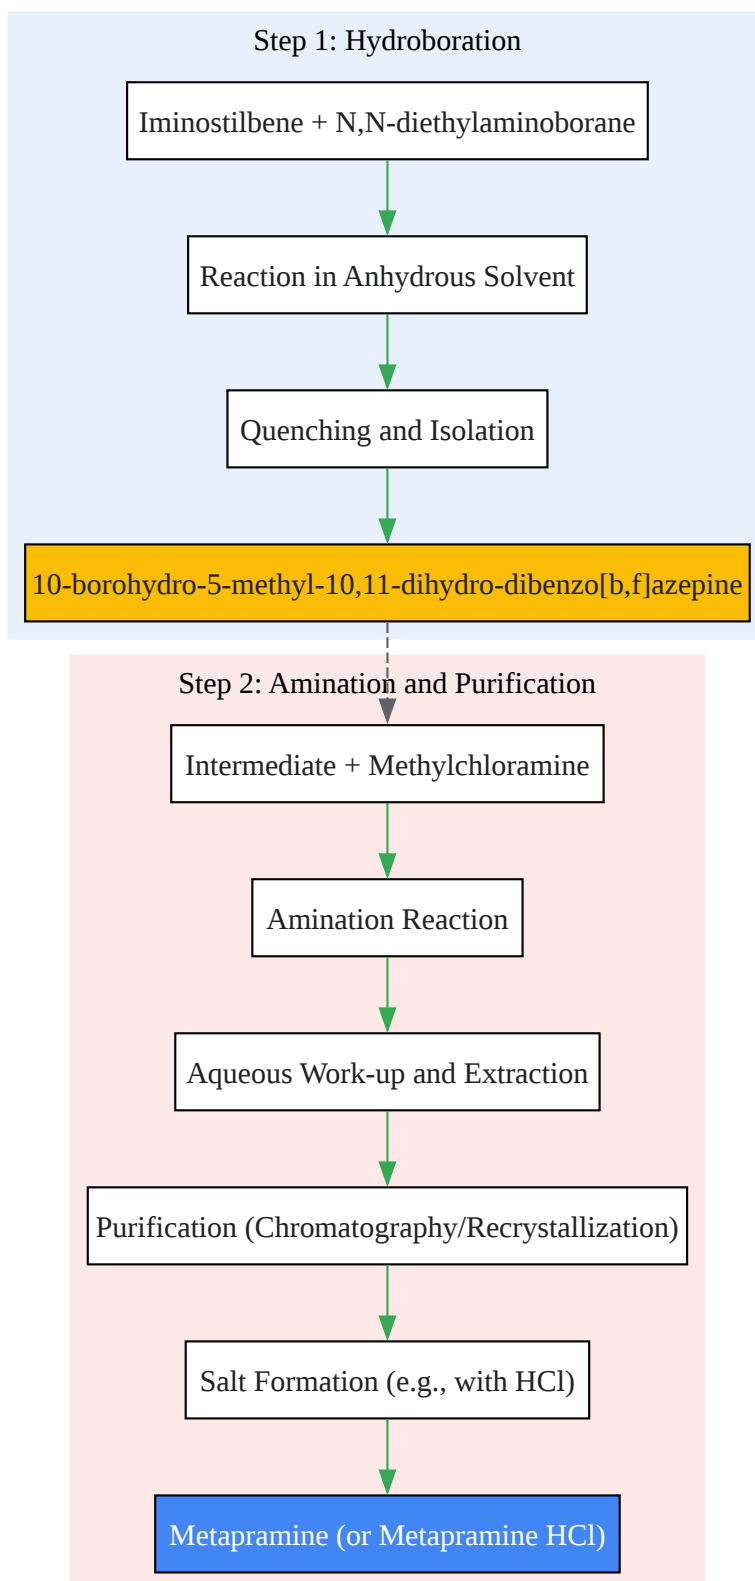 Step 1: Hydroboration
Iminostilbene + N,N-diethylaminoborane
Reaction in Anhydrous Solvent
Quenching and Isolation
10-borohydro-5-methyl-10,11-dihydro-dibenzo[b,f]azepine
Step 2: Amination and Purification
Intermediate + Methylchloramine
Amination Reaction
Aqueous Work-up and Extraction
Purification (Chromatography/Recrystallization)
Salt Formation (e.g., with HCl)
Metapramine (or Metapramine HCl)